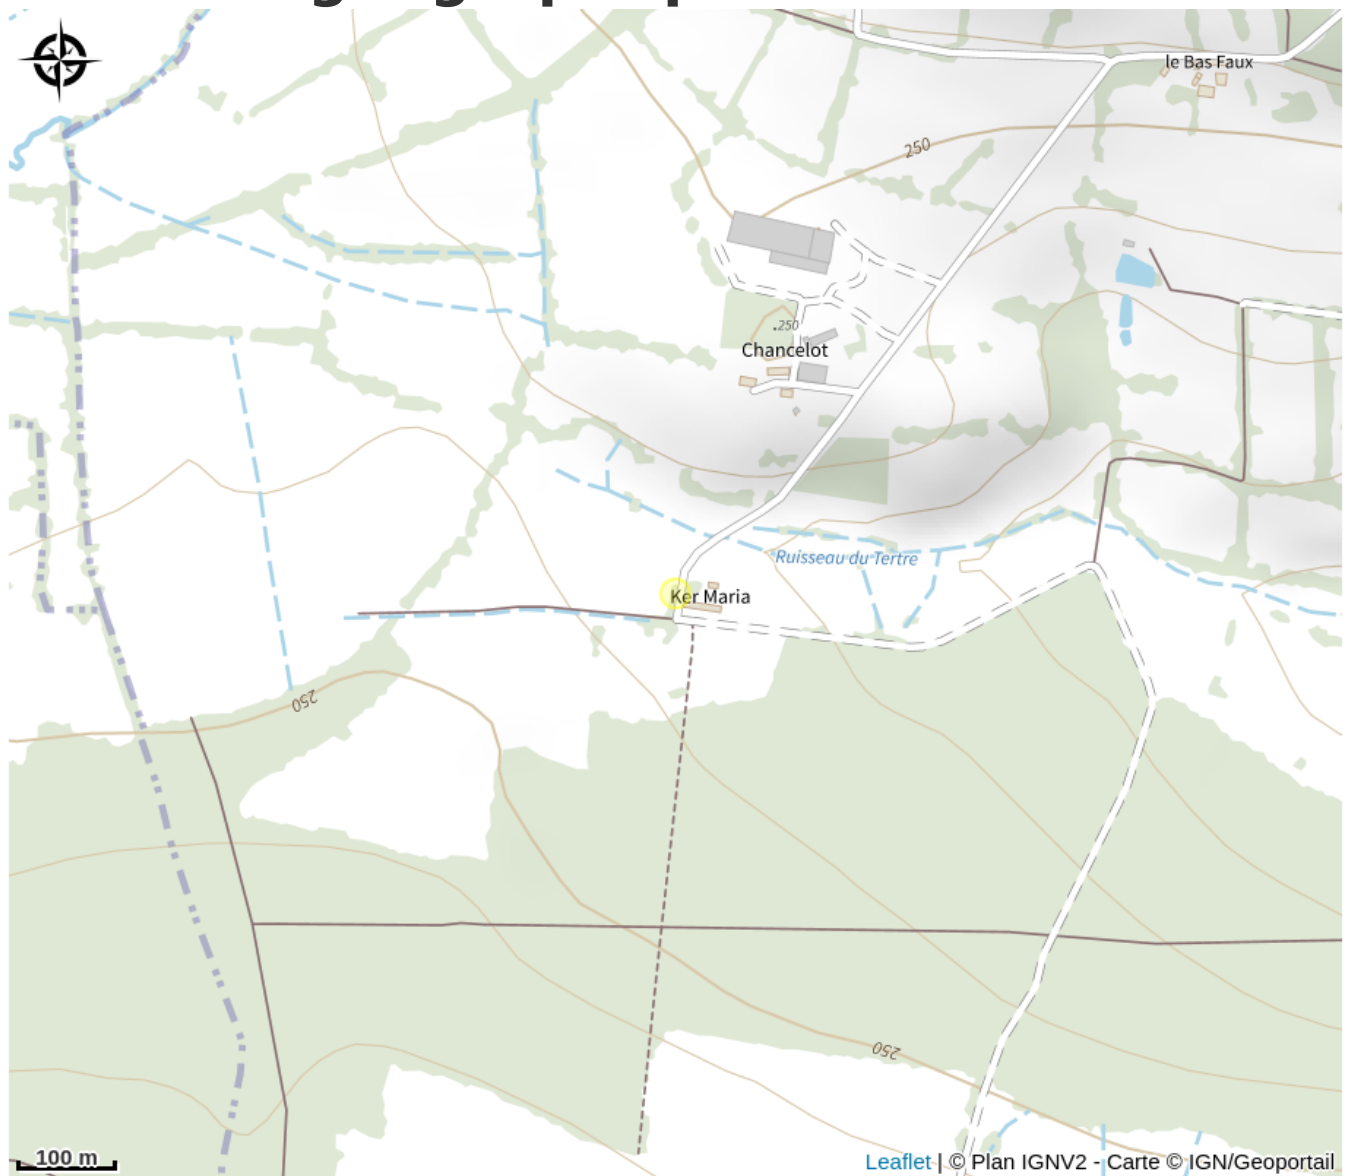 le Bas Faux
250
.250
Chancelot
Ruisseau du Tertre
Ker Maria
250
250
100 m
Leaflet | © Plan IGNV2 - Carte © IGN/Geoportail